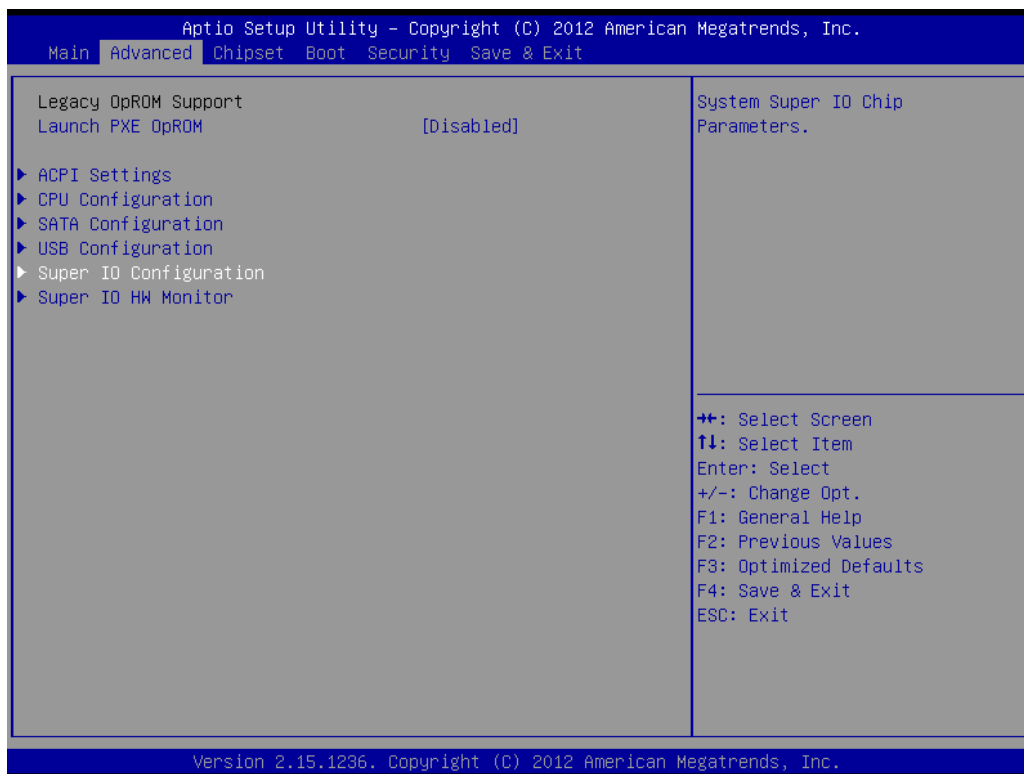 Aptio Setup Utility – Copyright (C) 2012 American Megatrends, Inc.
Main Advanced Chipset Boot Security Save & Exit
Legacy OpROM Support
Launch PXE OpROM [Disabled]
▶ ACPI Settings
▶ CPU Configuration
▶ SATA Configuration
▶ USB Configuration
▶ Super IO Configuration
▶ Super IO HW Monitor
System Super IO Chip
Parameters.
→←: Select Screen
↑↓: Select Item
Enter: Select
+/-: Change Opt.
F1: General Help
F2: Previous Values
F3: Optimized Defaults
F4: Save & Exit
ESC: Exit
Version 2.15.1236. Copyright (C) 2012 American Megatrends, Inc.